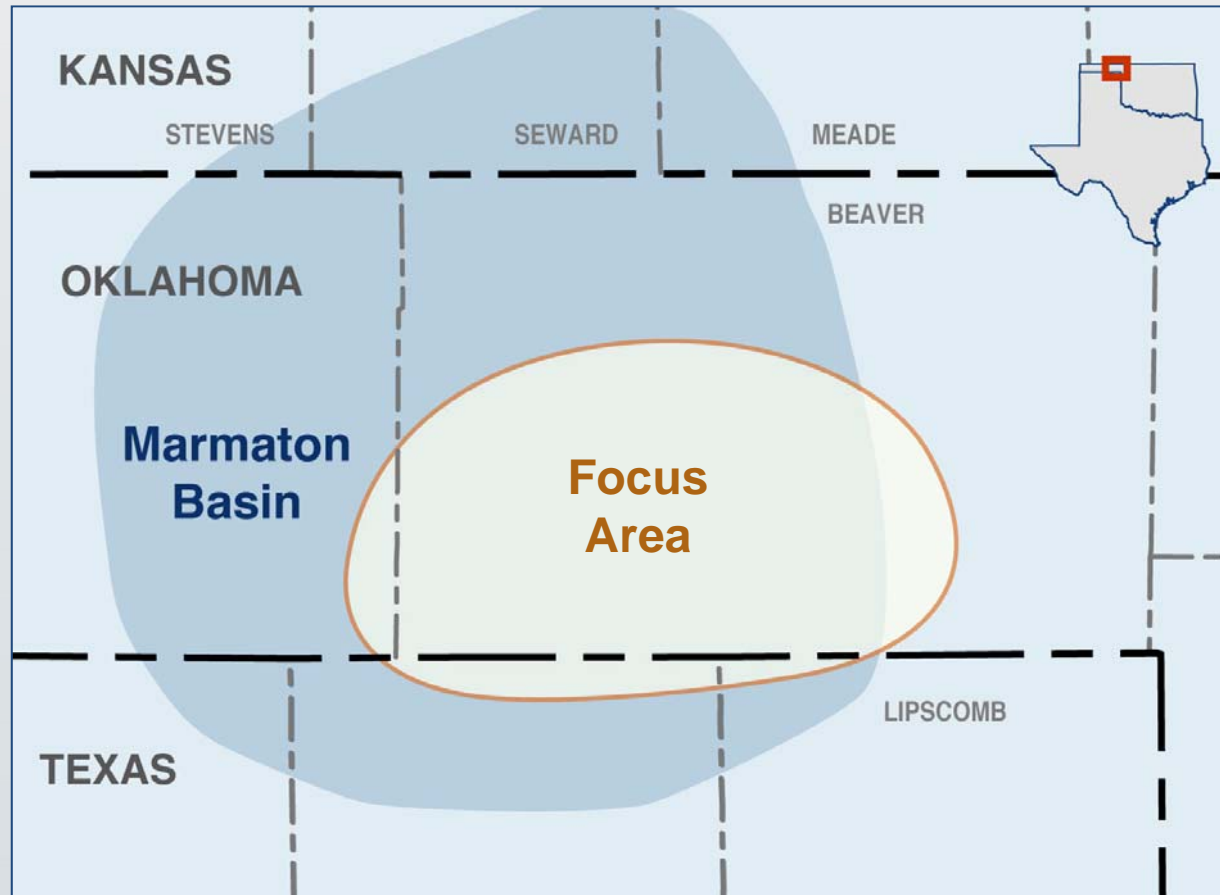 KANSAS
STEVENS
SEWARD
MEADE
BEAVER
OKLAHOMA
Marmaton
Basin
Focus
Area
LIPSCOMB
TEXAS